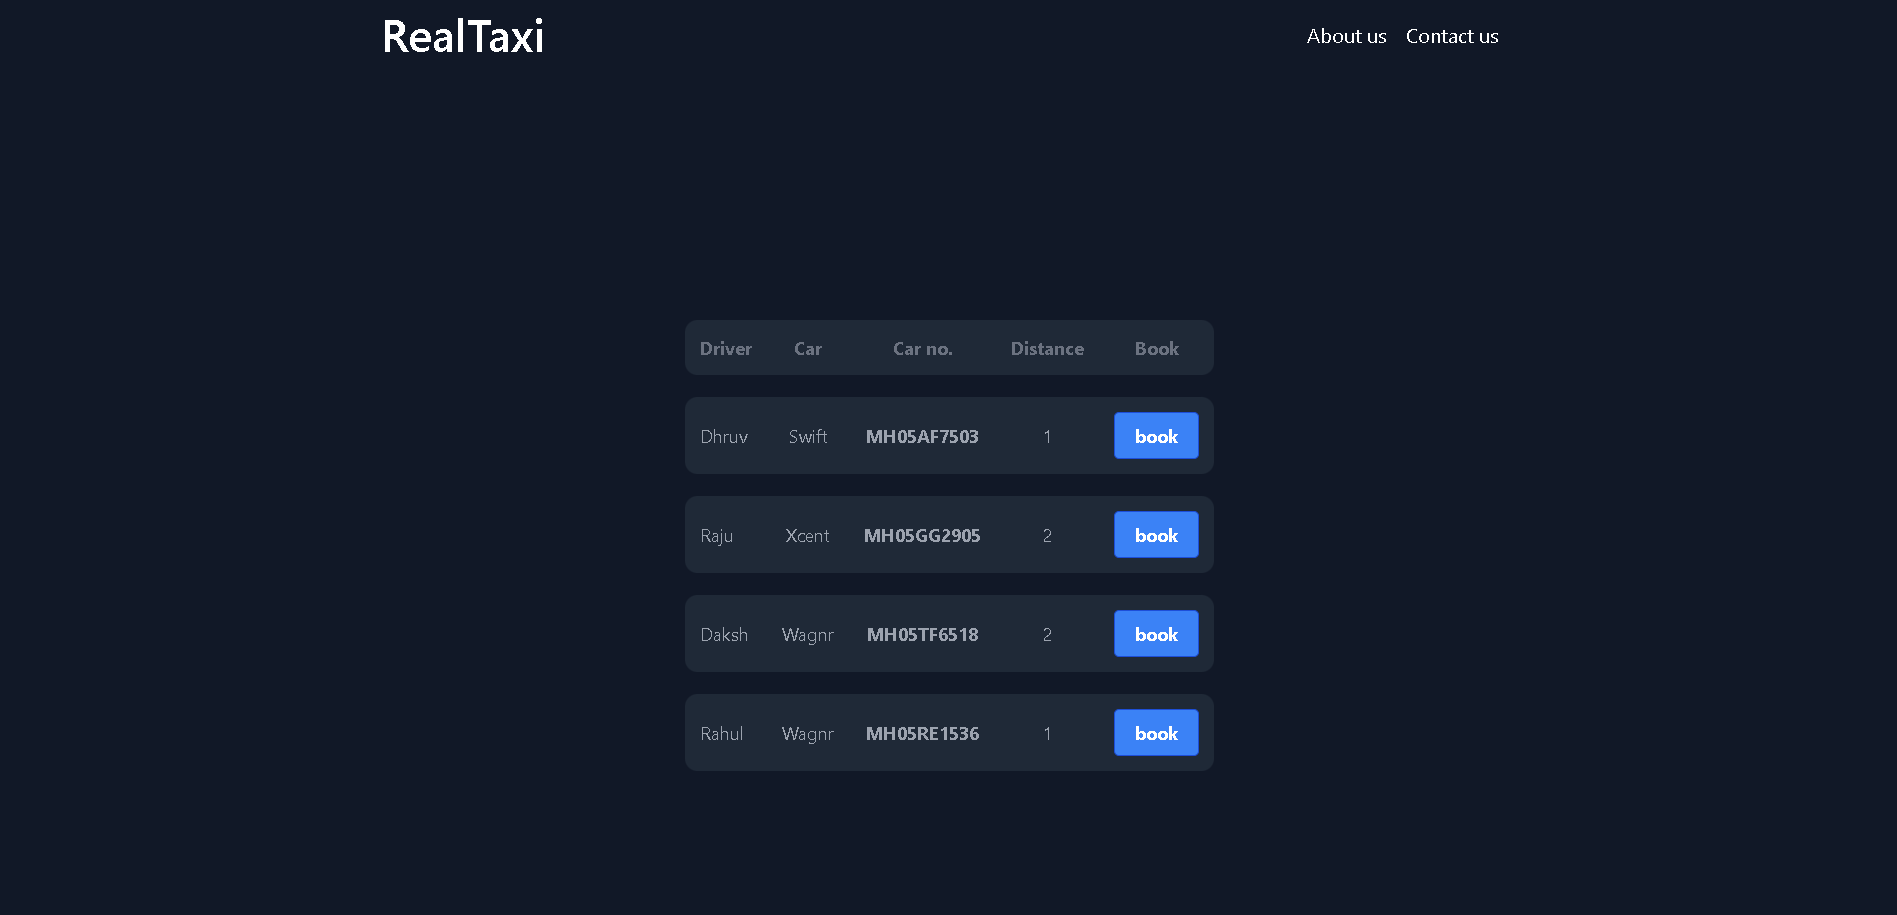 RealTaxi About us Contact us
Driver Car Car no. Distance Book
Dhruv Swift MH05AF7503 1 book
Raju Xcent MH05GG2905 2 book
Daksh Wagnr MH05TF6518 2 book
Rahul Wagnr MH05RE1536 1 book